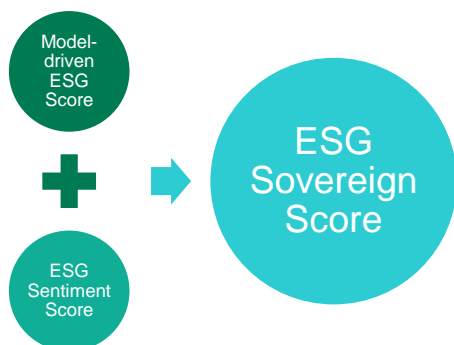 Model-
driven
ESG
Score
ESG
Sentiment
Score
ESG
Sovereign
Score